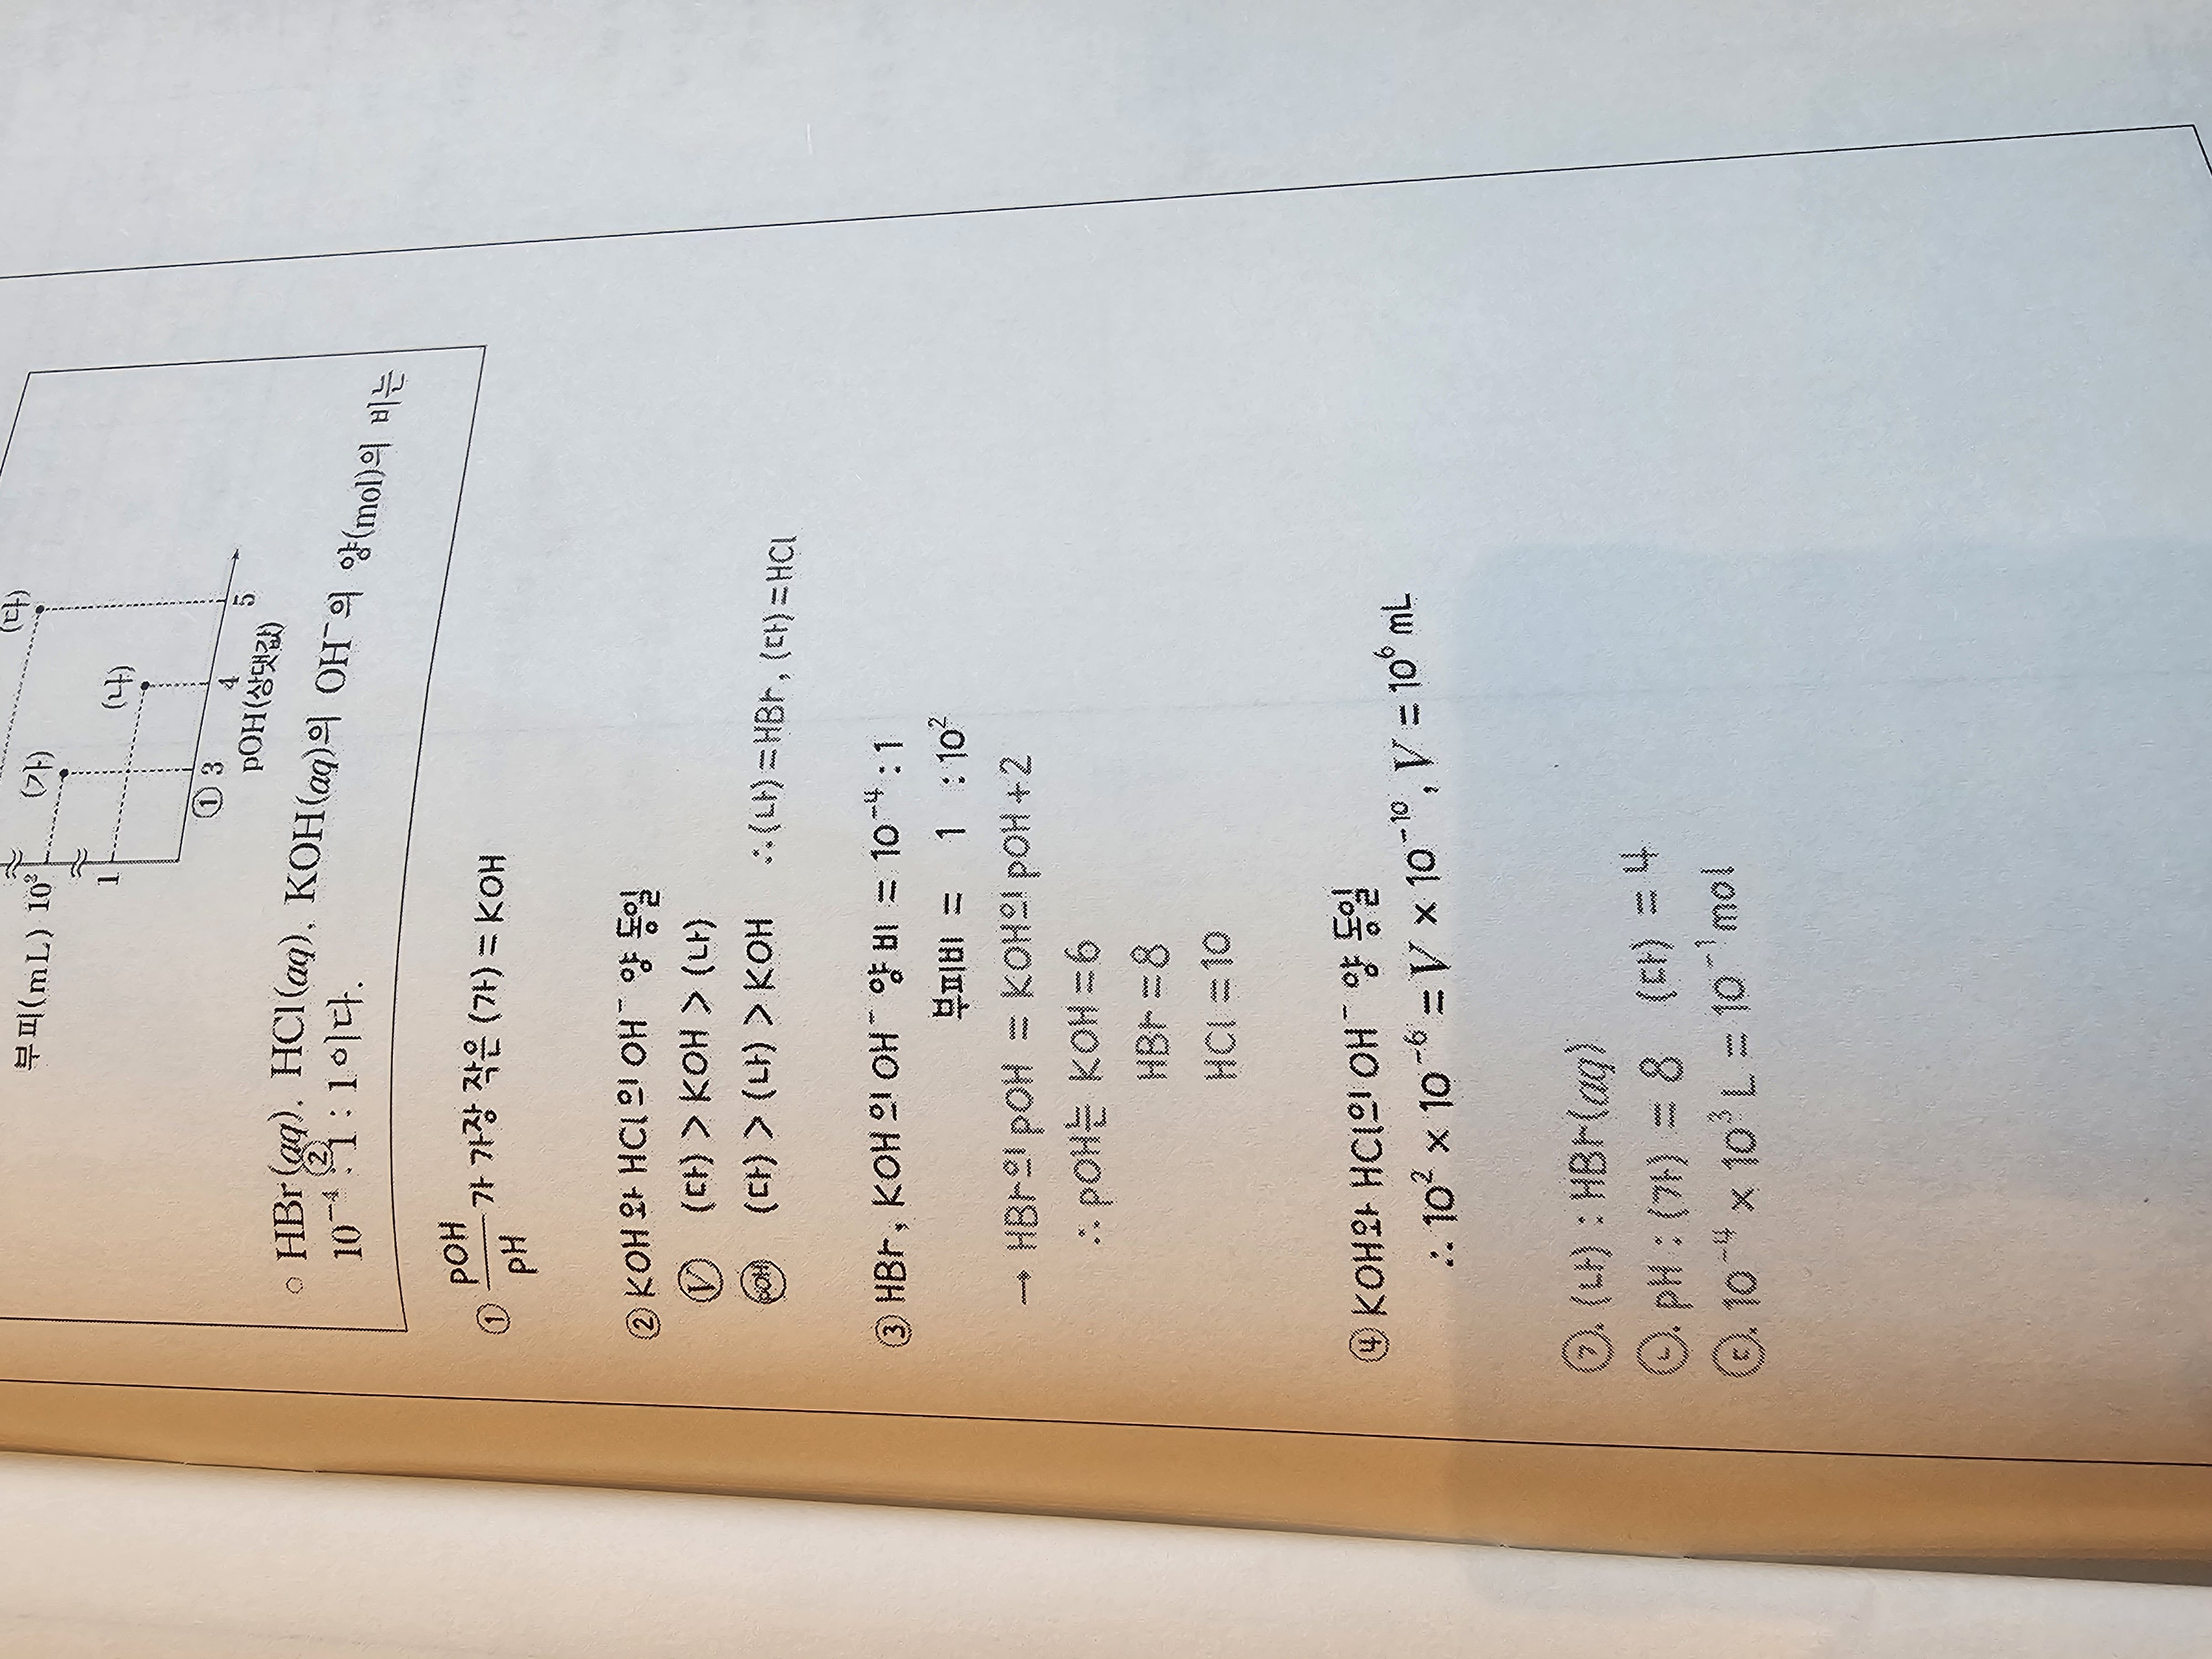 (다)
(가)
부피(mL) 10²
(나)
1
① 3 4 5
pOH(상댓값)
○ HBr(aq), HCl(aq), KOH(aq)의 OH⁻의 양(mol)의 비는
10⁻⁴ : 1 : 1이다.
②
① pOH/pH 가 가장 작은 (가) = KOH
② KOH와 HCl의 OH⁻ 양 동일
Ⓥ (다) > KOH > (나)
pOH (다) > (나) > KOH ∴ (나)=HBr, (다)=HCl
③ HBr, KOH의 OH⁻ 양 비 = 10⁻⁴ : 1
부피비 = 1 : 10²
→ HBr의 pOH = KOH의 pOH+2
∴ pOH는 KOH =6
HBr =8
HCl =10
④ KOH와 HCl의 OH⁻ 양 동일
∴ 10² × 10⁻⁶ = V × 10⁻¹⁰, V = 10⁶ mL
㉠. (나) : HBr(aq)
㉡. pH : (가) = 8 (다) = 4
㉢. 10⁻⁴ × 10³ L = 10⁻¹ mol